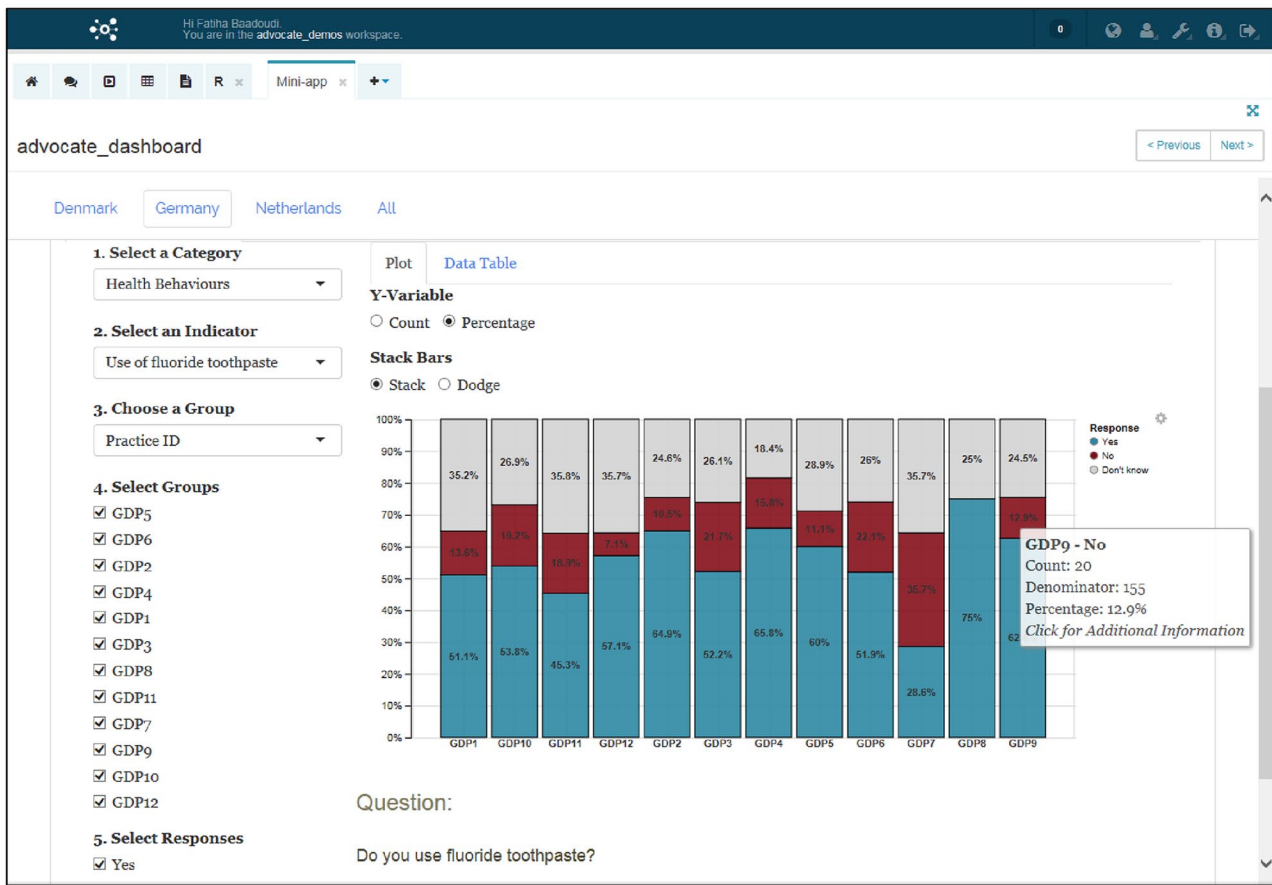 Hi Fatiha Baadoudi.
You are in the advocate_demos workspace.
0
R
Mini-app
advocate_dashboard
< Previous Next >
Denmark Germany Netherlands All
1. Select a Category
Health Behaviours
2. Select an Indicator
Use of fluoride toothpaste
3. Choose a Group
Practice ID
4. Select Groups
GDP5
GDP6
GDP2
GDP4
GDP1
GDP3
GDP8
GDP11
GDP7
GDP9
GDP10
GDP12
5. Select Responses
Yes
Plot Data Table
Y-Variable
Count Percentage
Stack Bars
Stack Dodge
100%
90%
80%
70%
60%
50%
40%
30%
20%
10%
0%
35.2% 26.9% 35.8% 35.7% 24.6% 26.1% 18.4% 28.9% 26% 35.7% 25% 24.5%
13.6% 19.2% 18.9% 7.1% 10.5% 21.7% 15.8% 11.1% 22.1% 35.7% 12.9%
51.1% 53.8% 45.3% 57.1% 64.9% 52.2% 65.8% 60% 51.9% 28.6% 75%
GDP1 GDP10 GDP11 GDP12 GDP2 GDP3 GDP4 GDP5 GDP6 GDP7 GDP8 GDP9
Response
Yes
No
Don't know
GDP9 - No
Count: 20
Denominator: 155
Percentage: 12.9%
Click for Additional Information
Question:
Do you use fluoride toothpaste?